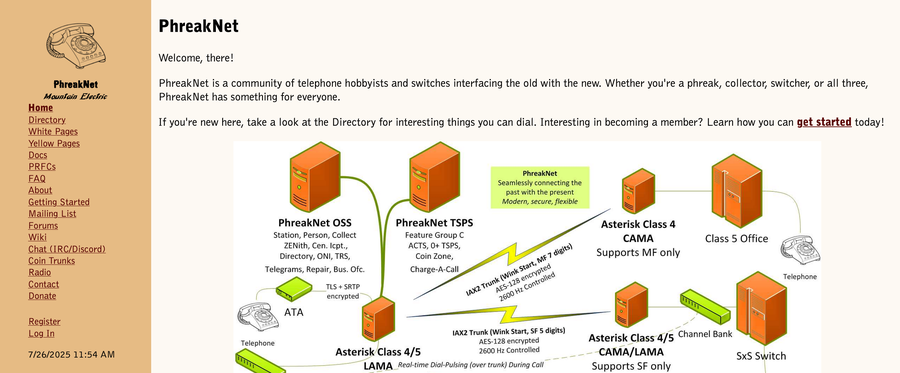 PhreakNet
Mountain Electric
Home
Directory
White Pages
Yellow Pages
Docs
PRFCs
FAQ
About
Getting Started
Mailing List
Forums
Wiki
Chat (IRC/Discord)
Coin Trunks
Radio
Contact
Donate
Register
Log In
7/26/2025 11:54 AM
PhreakNet
Welcome, there!
PhreakNet is a community of telephone hobbyists and switches interfacing the old with the new. Whether you're a phreak, collector, switcher, or all three,
PhreakNet has something for everyone.
If you're new here, take a look at the Directory for interesting things you can dial. Interesting in becoming a member? Learn how you can get started today!
PhreakNet OSS
Station, Person, Collect
ZENith, Cen. Icpt.,
Directory, ONI, TRS,
Telegrams, Repair, Bus. Ofc.
PhreakNet TSPS
Feature Group C
ACTS, 0+ TSPS,
Coin Zone,
Charge-A-Call
PhreakNet
Seamlessly connecting the
past with the present
Modern, secure, flexible
Asterisk Class 4
CAMA
Supports MF only
Class 5 Office
Telephone
IAX2 Trunk (Wink Start, MF 7 digits)
AES-128 encrypted
2600 Hz Controlled
TLS + SRTP
encrypted
ATA
Telephone
Asterisk Class 4/5
LAMA
IAX2 Trunk (Wink Start, SF 5 digits)
AES-128 encrypted
2600 Hz Controlled
Real-time Dial-Pulsing (over trunk) During Call
Asterisk Class 4/5
CAMA/LAMA
Supports SF only
Channel Bank
SxS Switch